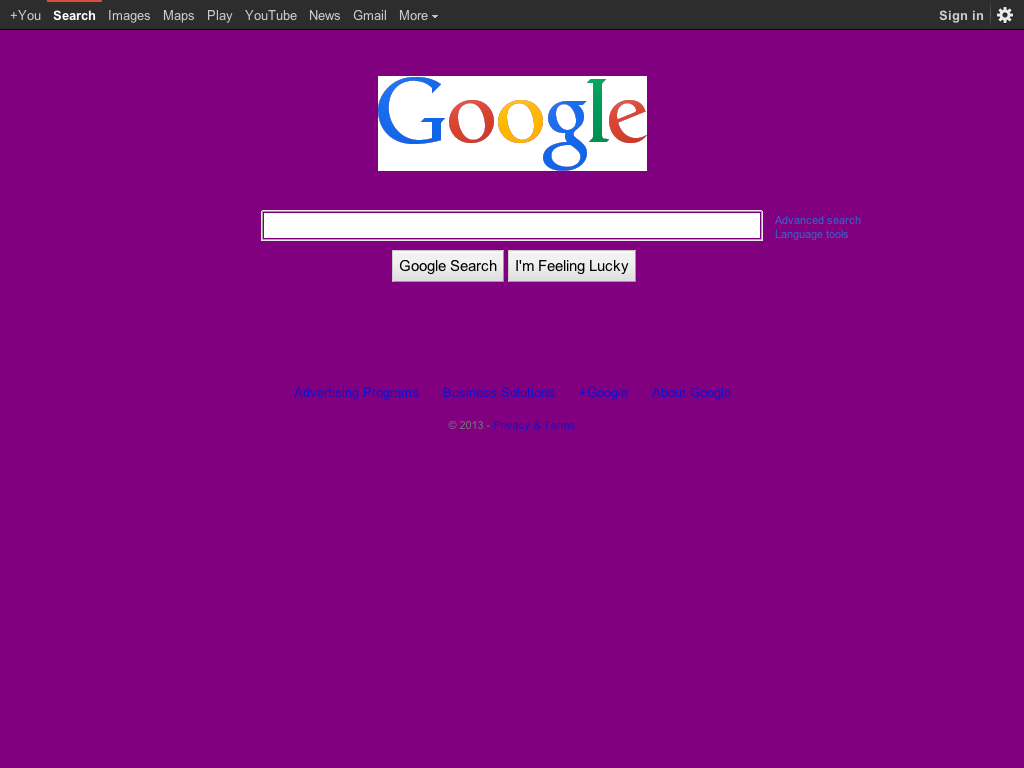 +You Search Images Maps Play YouTube News Gmail More Sign in
Google
Advanced search
Language tools
Google Search I'm Feeling Lucky
Advertising Programs Business Solutions +Google About Google
© 2013 - Privacy & Terms